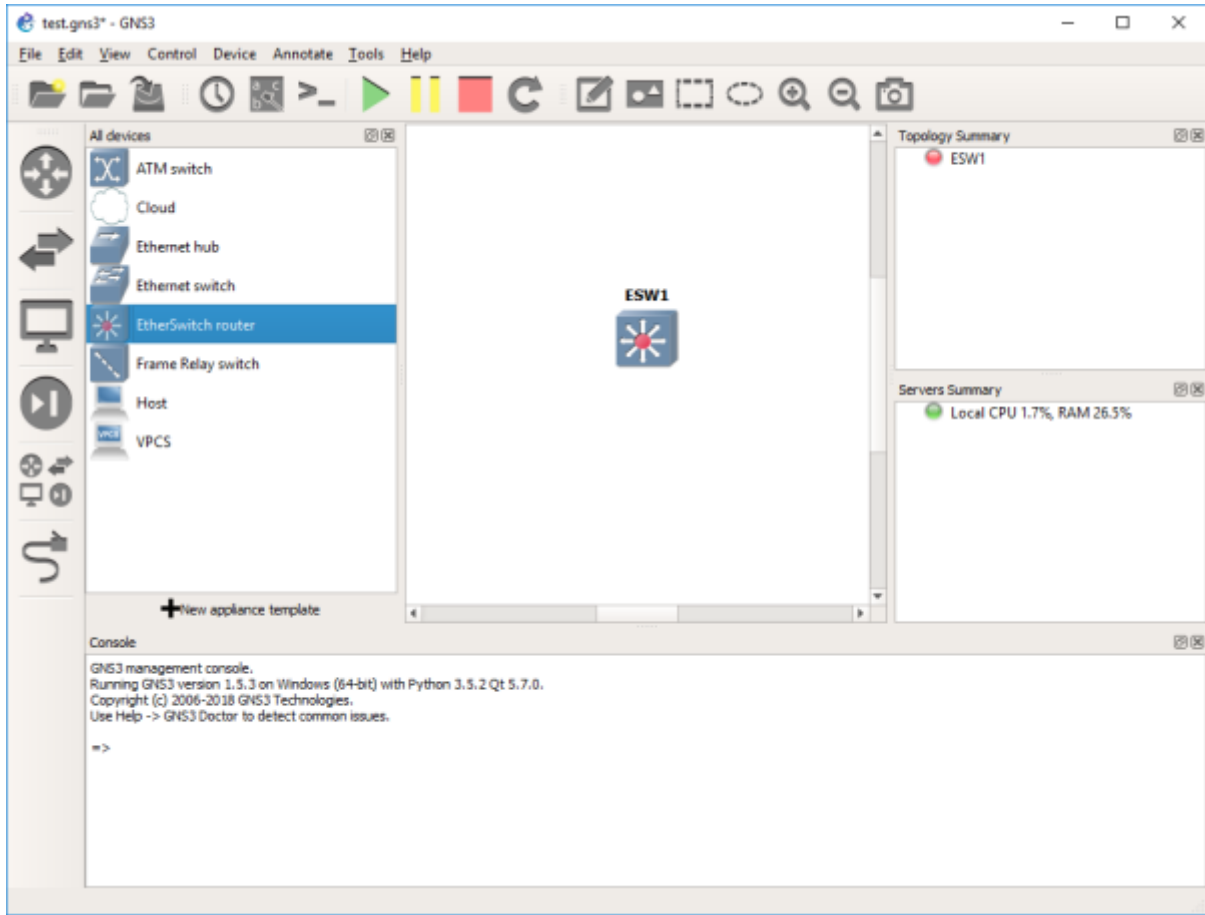 test.gns3* - GNS3
File Edit View Control Device Annotate Tools Help
All devices
ATM switch
Cloud
Ethernet hub
Ethernet switch
EtherSwitch router
Frame Relay switch
Host
VPCS
VPCS
New appliance template
ESW1
Topology Summary
ESW1
Servers Summary
Local CPU 1.7%, RAM 26.5%
Console
GNS3 management console.
Running GNS3 version 1.5.3 on Windows (64-bit) with Python 3.5.2 Qt 5.7.0.
Copyright (c) 2006-2018 GNS3 Technologies.
Use Help -> GNS3 Doctor to detect common issues.
=>